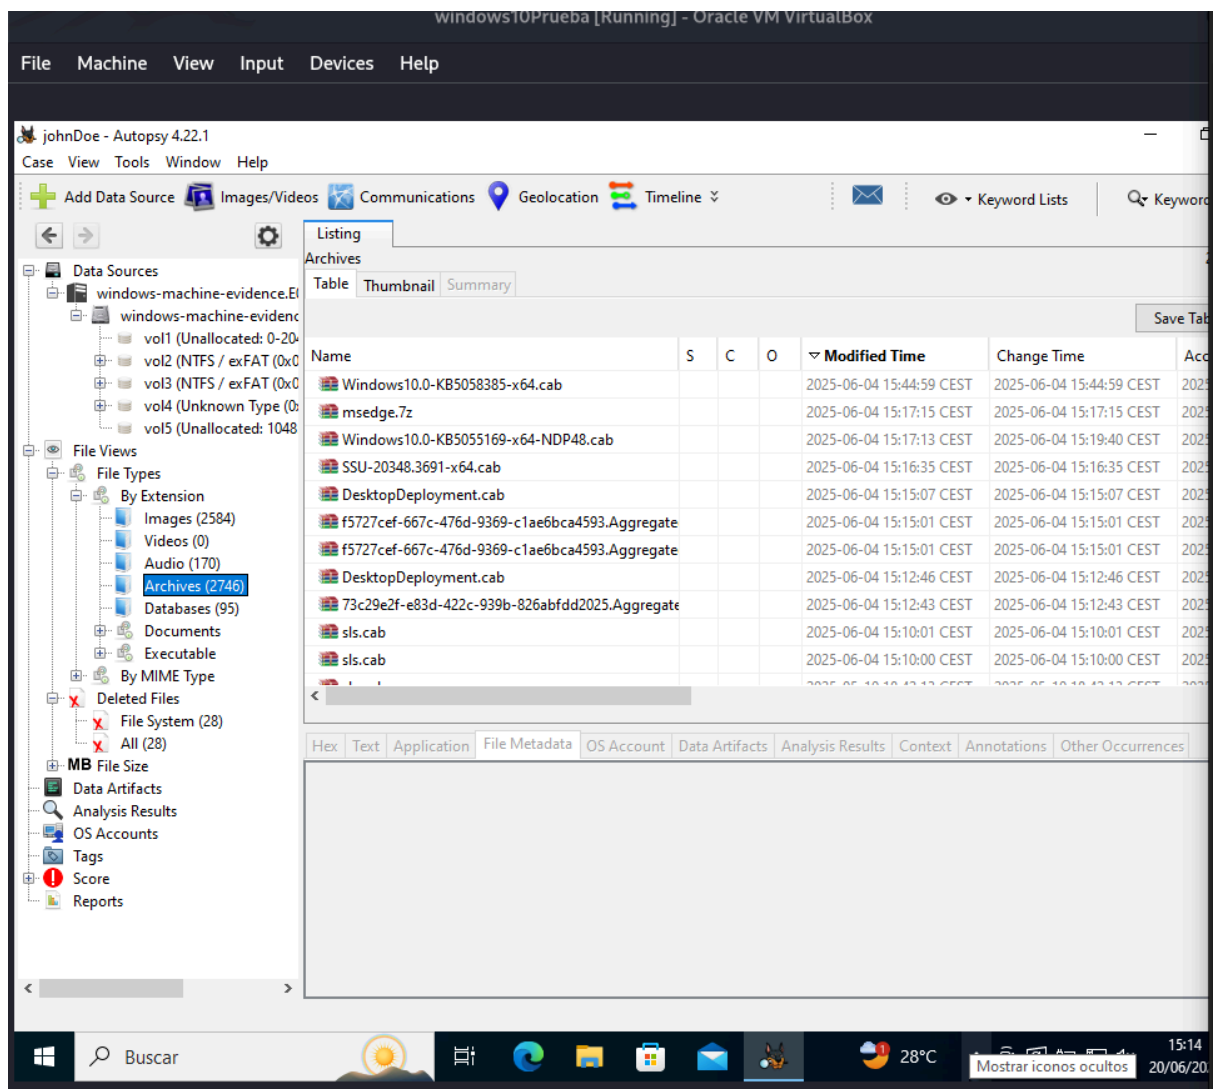 windows10Prueba [Running] - Oracle VM VirtualBox
File Machine View Input Devices Help
johnDoe - Autopsy 4.22.1
Case View Tools Window Help
Add Data Source Images/Videos Communications Geolocation Timeline Keyword Lists Keyword
Listing
Archives
Table Thumbnail Summary
Save Tab
Name S C O Modified Time Change Time Acc
Windows10.0-KB5058385-x64.cab 2025-06-04 15:44:59 CEST 2025-06-04 15:44:59 CEST 2025
msedge.7z 2025-06-04 15:17:15 CEST 2025-06-04 15:17:15 CEST 2025
Windows10.0-KB5055169-x64-NDP48.cab 2025-06-04 15:17:13 CEST 2025-06-04 15:19:40 CEST 2025
SSU-20348.3691-x64.cab 2025-06-04 15:16:35 CEST 2025-06-04 15:16:35 CEST 2025
DesktopDeployment.cab 2025-06-04 15:15:07 CEST 2025-06-04 15:15:07 CEST 2025
f5727cef-667c-476d-9369-c1ae6bca4593.Aggregate 2025-06-04 15:15:01 CEST 2025-06-04 15:15:01 CEST 2025
f5727cef-667c-476d-9369-c1ae6bca4593.Aggregate 2025-06-04 15:15:01 CEST 2025-06-04 15:15:01 CEST 2025
DesktopDeployment.cab 2025-06-04 15:12:46 CEST 2025-06-04 15:12:46 CEST 2025
73c29e2f-e83d-422c-939b-826abfdd2025.Aggregate 2025-06-04 15:12:43 CEST 2025-06-04 15:12:43 CEST 2025
sls.cab 2025-06-04 15:10:01 CEST 2025-06-04 15:10:01 CEST 2025
sls.cab 2025-06-04 15:10:00 CEST 2025-06-04 15:10:00 CEST 2025
Data Sources
windows-machine-evidence.E0
windows-machine-evidenc
vol1 (Unallocated: 0-204
vol2 (NTFS / exFAT (0x0
vol3 (NTFS / exFAT (0x0
vol4 (Unknown Type (0x
vol5 (Unallocated: 1048
File Views
File Types
By Extension
Images (2584)
Videos (0)
Audio (170)
Archives (2746)
Databases (95)
Documents
Executable
By MIME Type
Deleted Files
File System (28)
All (28)
MB File Size
Data Artifacts
Analysis Results
OS Accounts
Tags
Score
Reports
Hex Text Application File Metadata OS Account Data Artifacts Analysis Results Context Annotations Other Occurrences
Buscar
28°C
Mostrar iconos ocultos
15:14
20/06/20